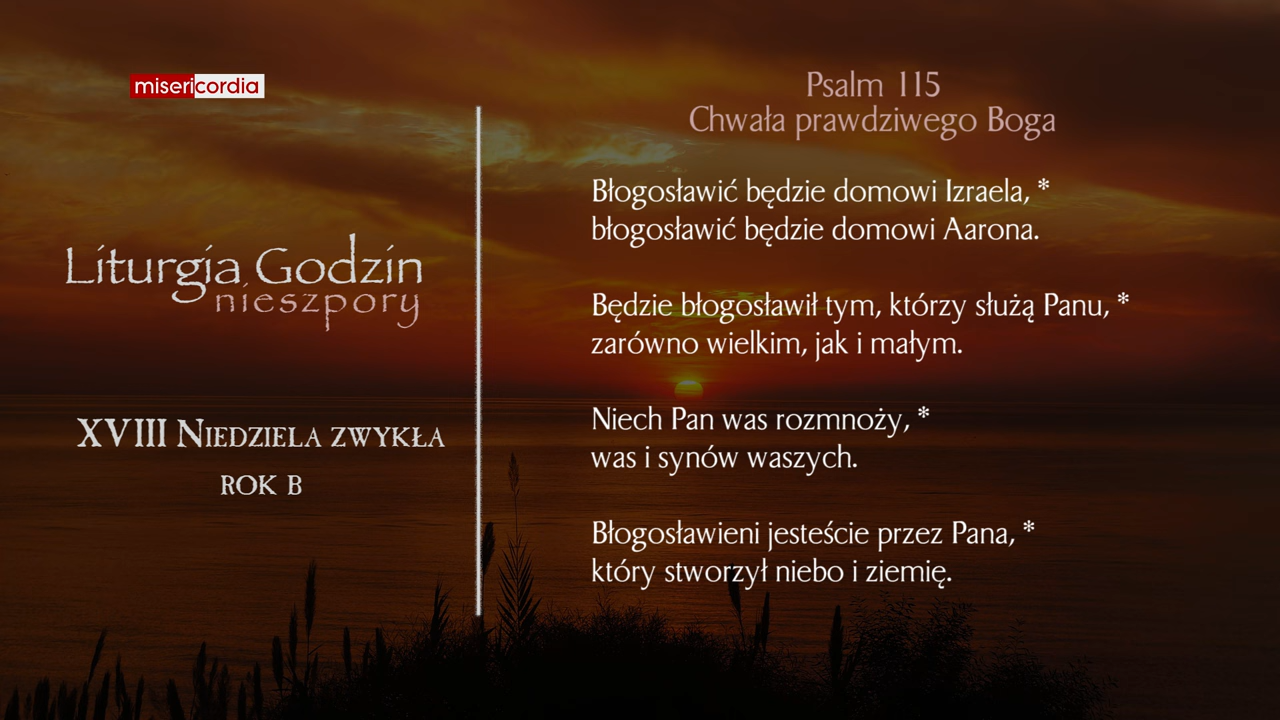 misericordia
Liturgia Godzin
nieszpory
XVIII Niedziela zwykła
rok B
Psalm 115
Chwała prawdziwego Boga
Błogosławić będzie domowi Izraela, *
błogosławić będzie domowi Aarona.
Będzie błogosławił tym, którzy służą Panu, *
zarówno wielkim, jak i małym.
Niech Pan was rozmnoży, *
was i synów waszych.
Błogosławieni jesteście przez Pana, *
który stworzył niebo i ziemię.